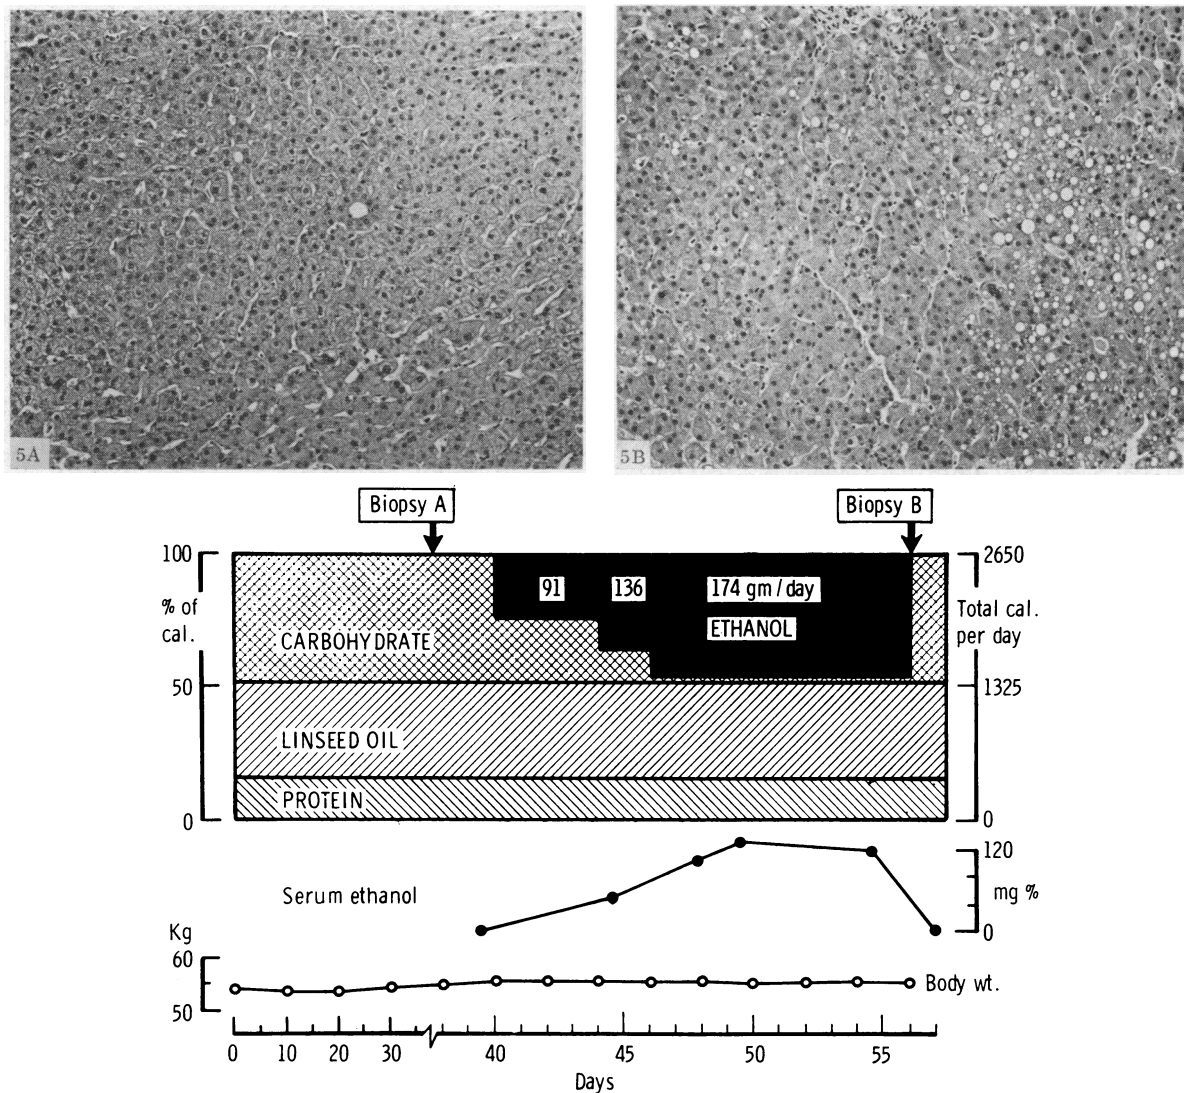 5A
5B
Biopsy A
Biopsy B
100
2650
91
136
174 gm/day
% of
cal.
Total cal.
per day
ETHANOL
CARBOHYDRATE
50
1325
LINSEED OIL
PROTEIN
0
0
120
Serum ethanol
mg %
0
Kg
60
Body wt.
50
0
10
20
30
40
45
50
55
Days